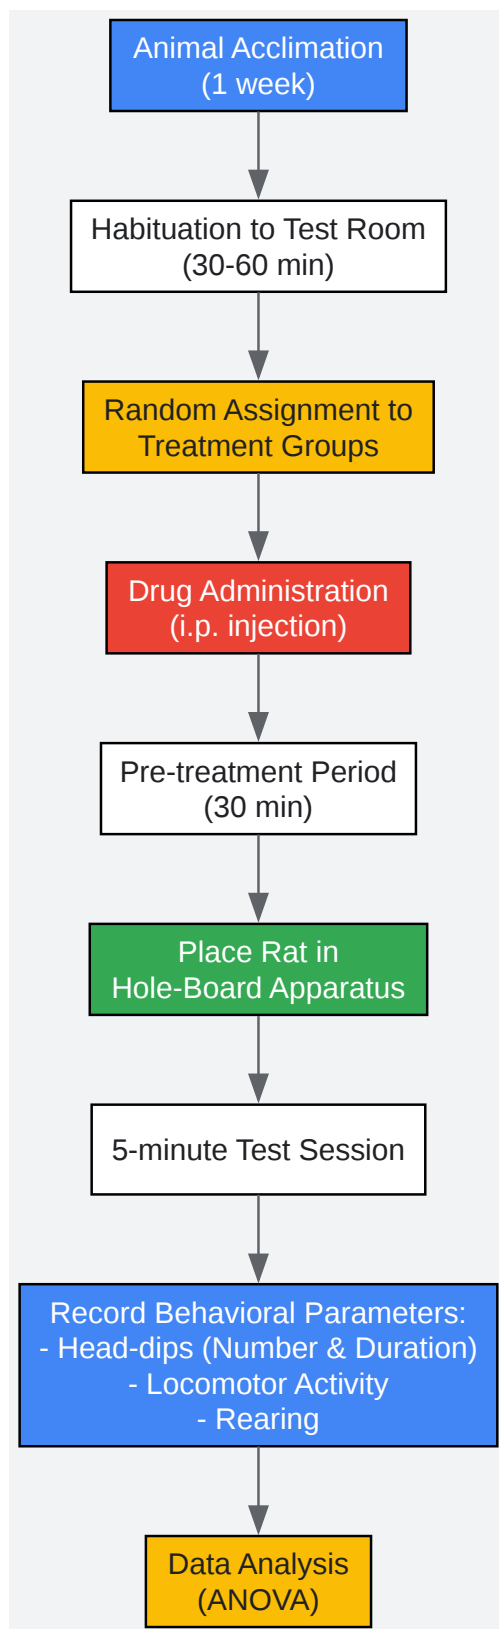 Animal Acclimation
(1 week)
Habituation to Test Room
(30-60 min)
Random Assignment to
Treatment Groups
Drug Administration
(i.p. injection)
Pre-treatment Period
(30 min)
Place Rat in
Hole-Board Apparatus
5-minute Test Session
Record Behavioral Parameters:
- Head-dips (Number & Duration)
- Locomotor Activity
- Rearing
Data Analysis
(ANOVA)